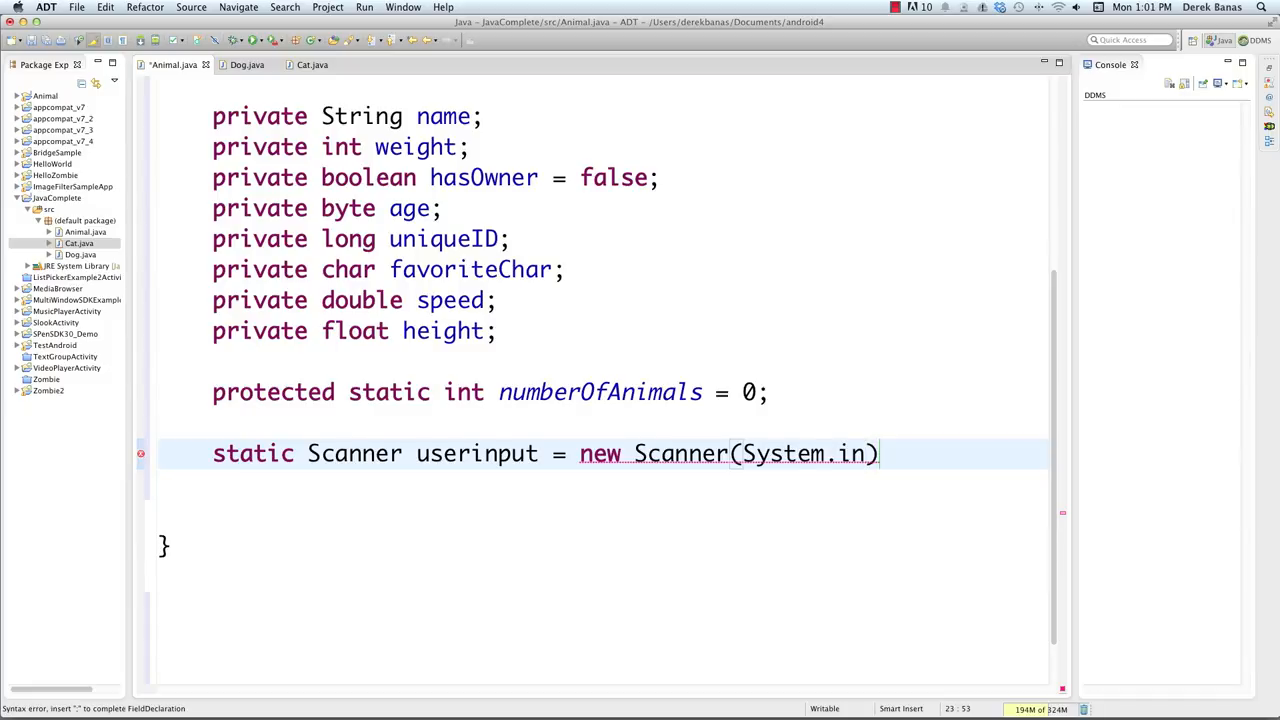 ADT File Edit Refactor Source Navigate Search Project Run Window Help 10 Mon 1:01 PM Derek Banas
Java – JavaComplete/src/Animal.java – ADT – /Users/derekbanas/Documents/android4
Quick Access Java DDMS
Package Exp *Animal.java Dog.java Cat.java Console
DDMS
Animal
appcompat_v7
appcompat_v7_2
appcompat_v7_3
appcompat_v7_4
BridgeSample
HelloWorld
HelloZombie
ImageFilterSampleApp
JavaComplete
src
(default package)
Animal.java
Cat.java
Dog.java
JRE System Library [Ja
ListPickerExample2Activi
MediaBrowser
MultiWindowSDKExample
MusicPlayerActivity
SlookActivity
SPenSDK30_Demo
TestAndroid
TextGroupActivity
VideoPlayerActivity
Zombie
Zombie2
private String name;
private int weight;
private boolean hasOwner = false;
private byte age;
private long uniqueID;
private char favoriteChar;
private double speed;
private float height;
protected static int numberOfAnimals = 0;
static Scanner userinput = new Scanner(System.in)
}
Syntax error, insert ";" to complete FieldDeclaration Writable Smart Insert 23 : 53 194M of 324M